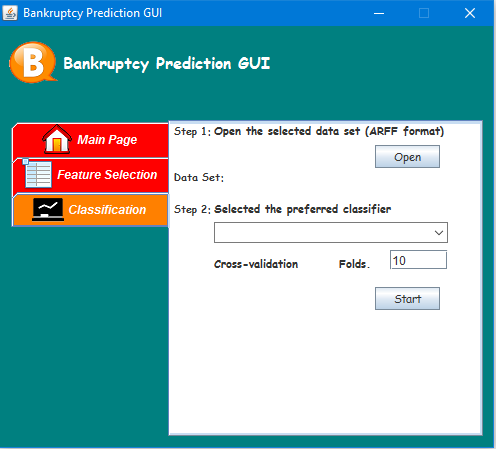 Bankruptcy Prediction GUI
B Bankruptcy Prediction GUI
Main Page
Feature Selection
Classification
Step 1: Open the selected data set (ARFF format)
Open
Data Set:
Step 2: Selected the preferred classifier
Cross-validation Folds. 10
Start